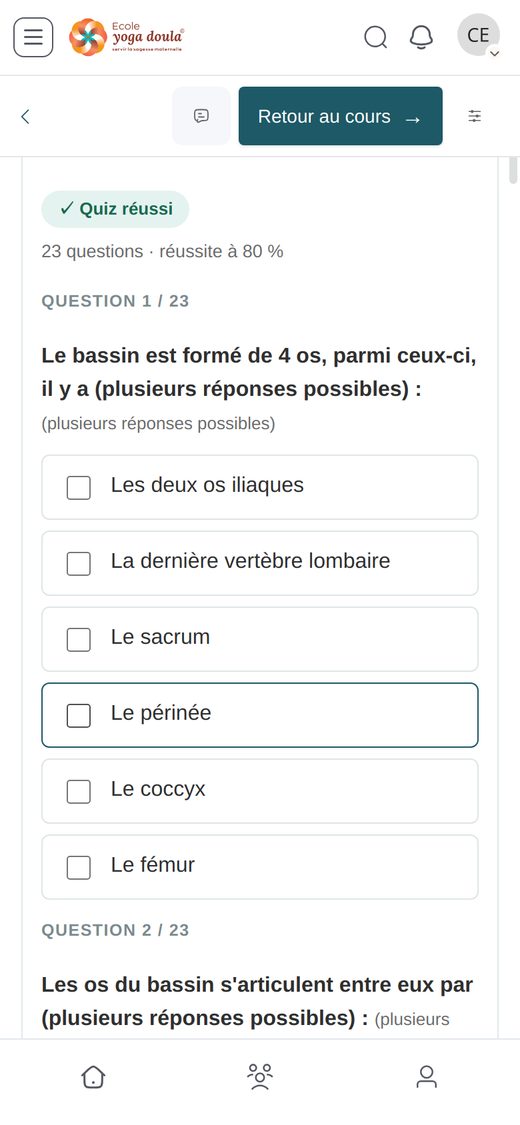 Ecole
yoga doula®
servir la sagesse maternelle
CE
Retour au cours →
✓ Quiz réussi
23 questions · réussite à 80 %
QUESTION 1 / 23
Le bassin est formé de 4 os, parmi ceux-ci,
il y a (plusieurs réponses possibles) :
(plusieurs réponses possibles)
Les deux os iliaques
La dernière vertèbre lombaire
Le sacrum
Le périnée
Le coccyx
Le fémur
QUESTION 2 / 23
Les os du bassin s'articulent entre eux par
(plusieurs réponses possibles) : (plusieurs